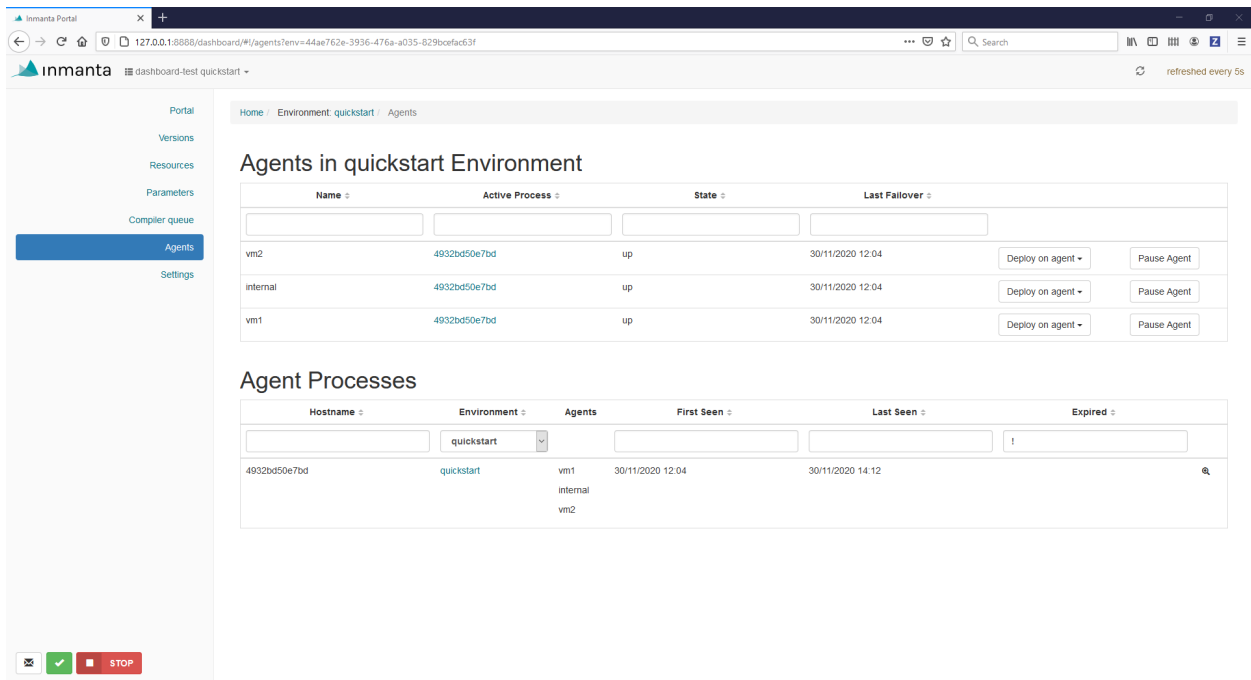 Inmanta Portal
127.0.0.1:8888/dashboard/#!/agents?env=44ae762e-3936-476a-a035-829bcefac63f
Search
Z
ınmanta dashboard-test quickstart
refreshed every 5s
Portal
Versions
Resources
Parameters
Compiler queue
Agents
Settings
Home / Environment: quickstart / Agents
Agents in quickstart Environment
Name Active Process State Last Failover
vm2 4932bd50e7bd up 30/11/2020 12:04 Deploy on agent Pause Agent
internal 4932bd50e7bd up 30/11/2020 12:04 Deploy on agent Pause Agent
vm1 4932bd50e7bd up 30/11/2020 12:04 Deploy on agent Pause Agent
Agent Processes
Hostname Environment Agents First Seen Last Seen Expired
quickstart !
4932bd50e7bd quickstart vm1 30/11/2020 12:04 30/11/2020 14:12
internal
vm2
STOP